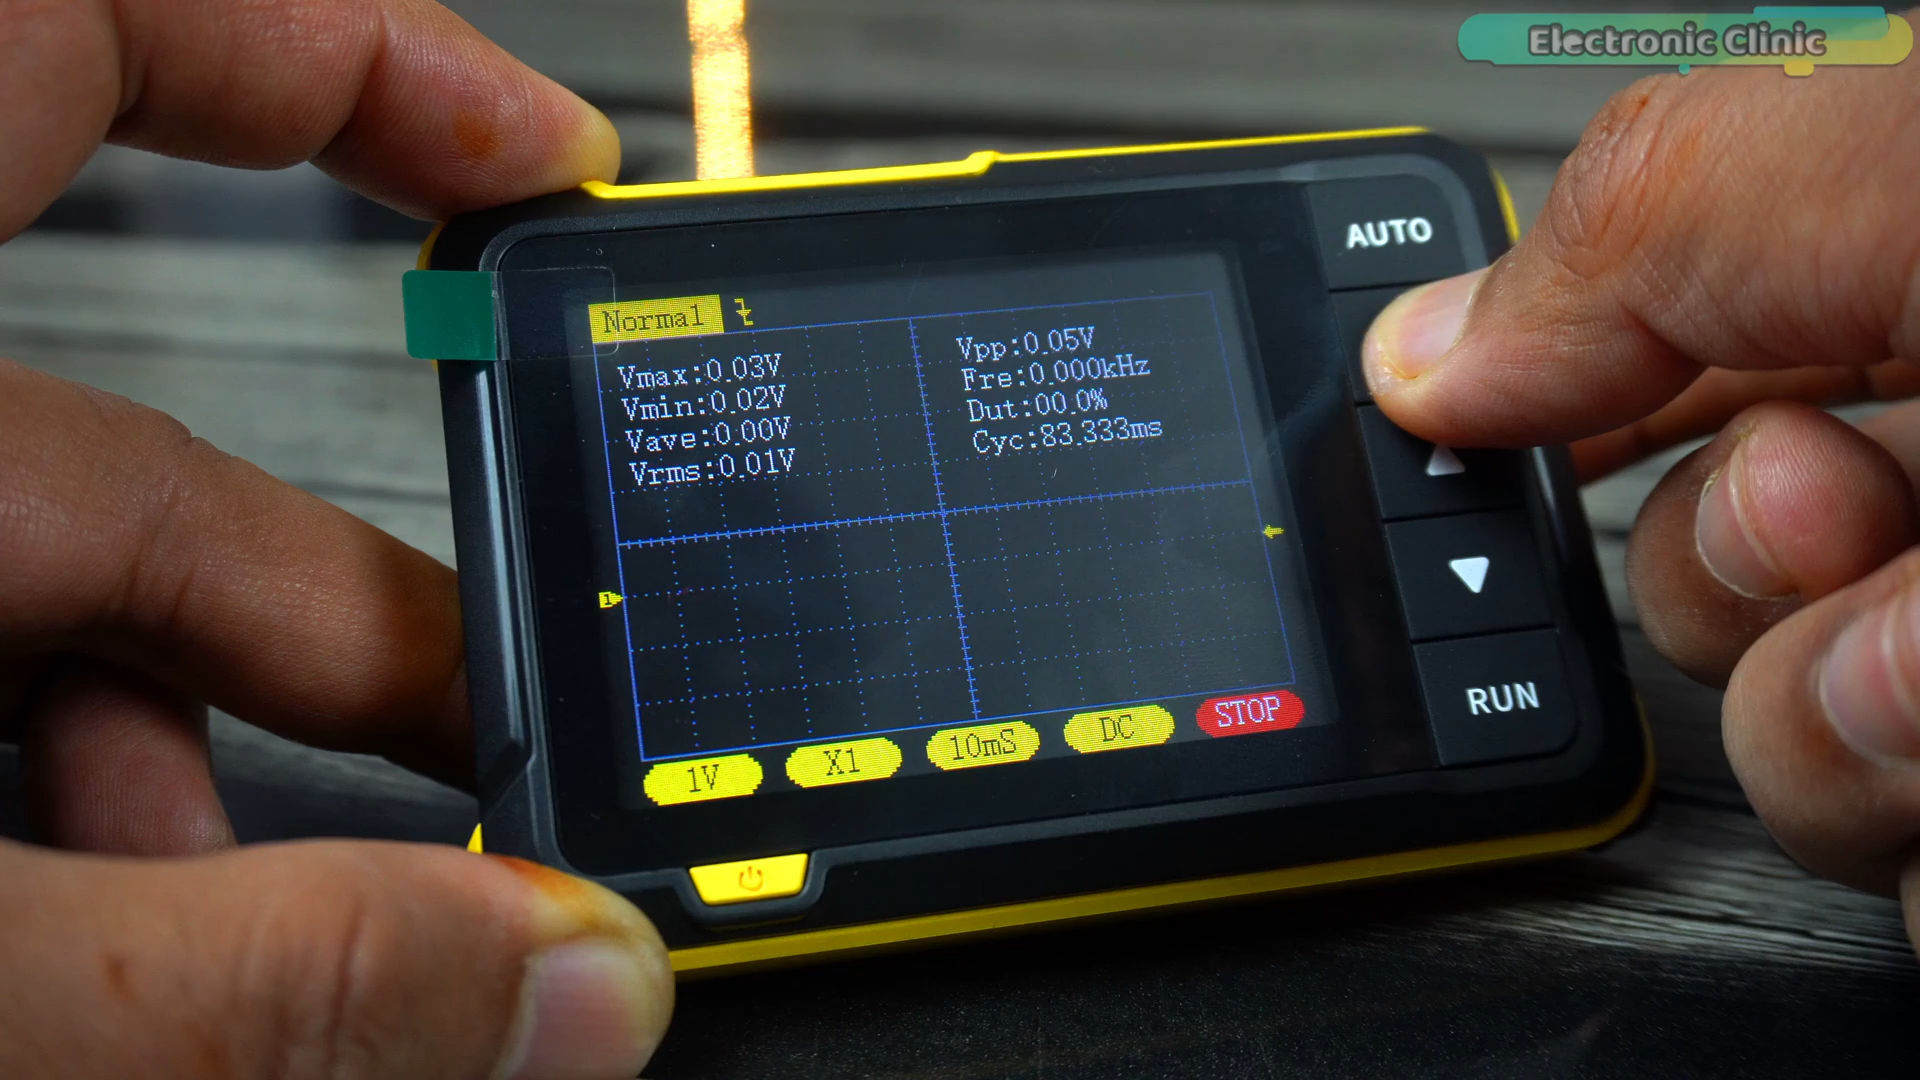 Electronic Clinic
AUTO
Normal
Vmax:0.03V
Vmin:0.02V
Vave:0.00V
Vrms:0.01V
Vpp:0.05V
Fre:0.000kHz
Dut:00.0%
Cyc:83.333ms
1
1V
X1
10mS
DC
STOP
RUN